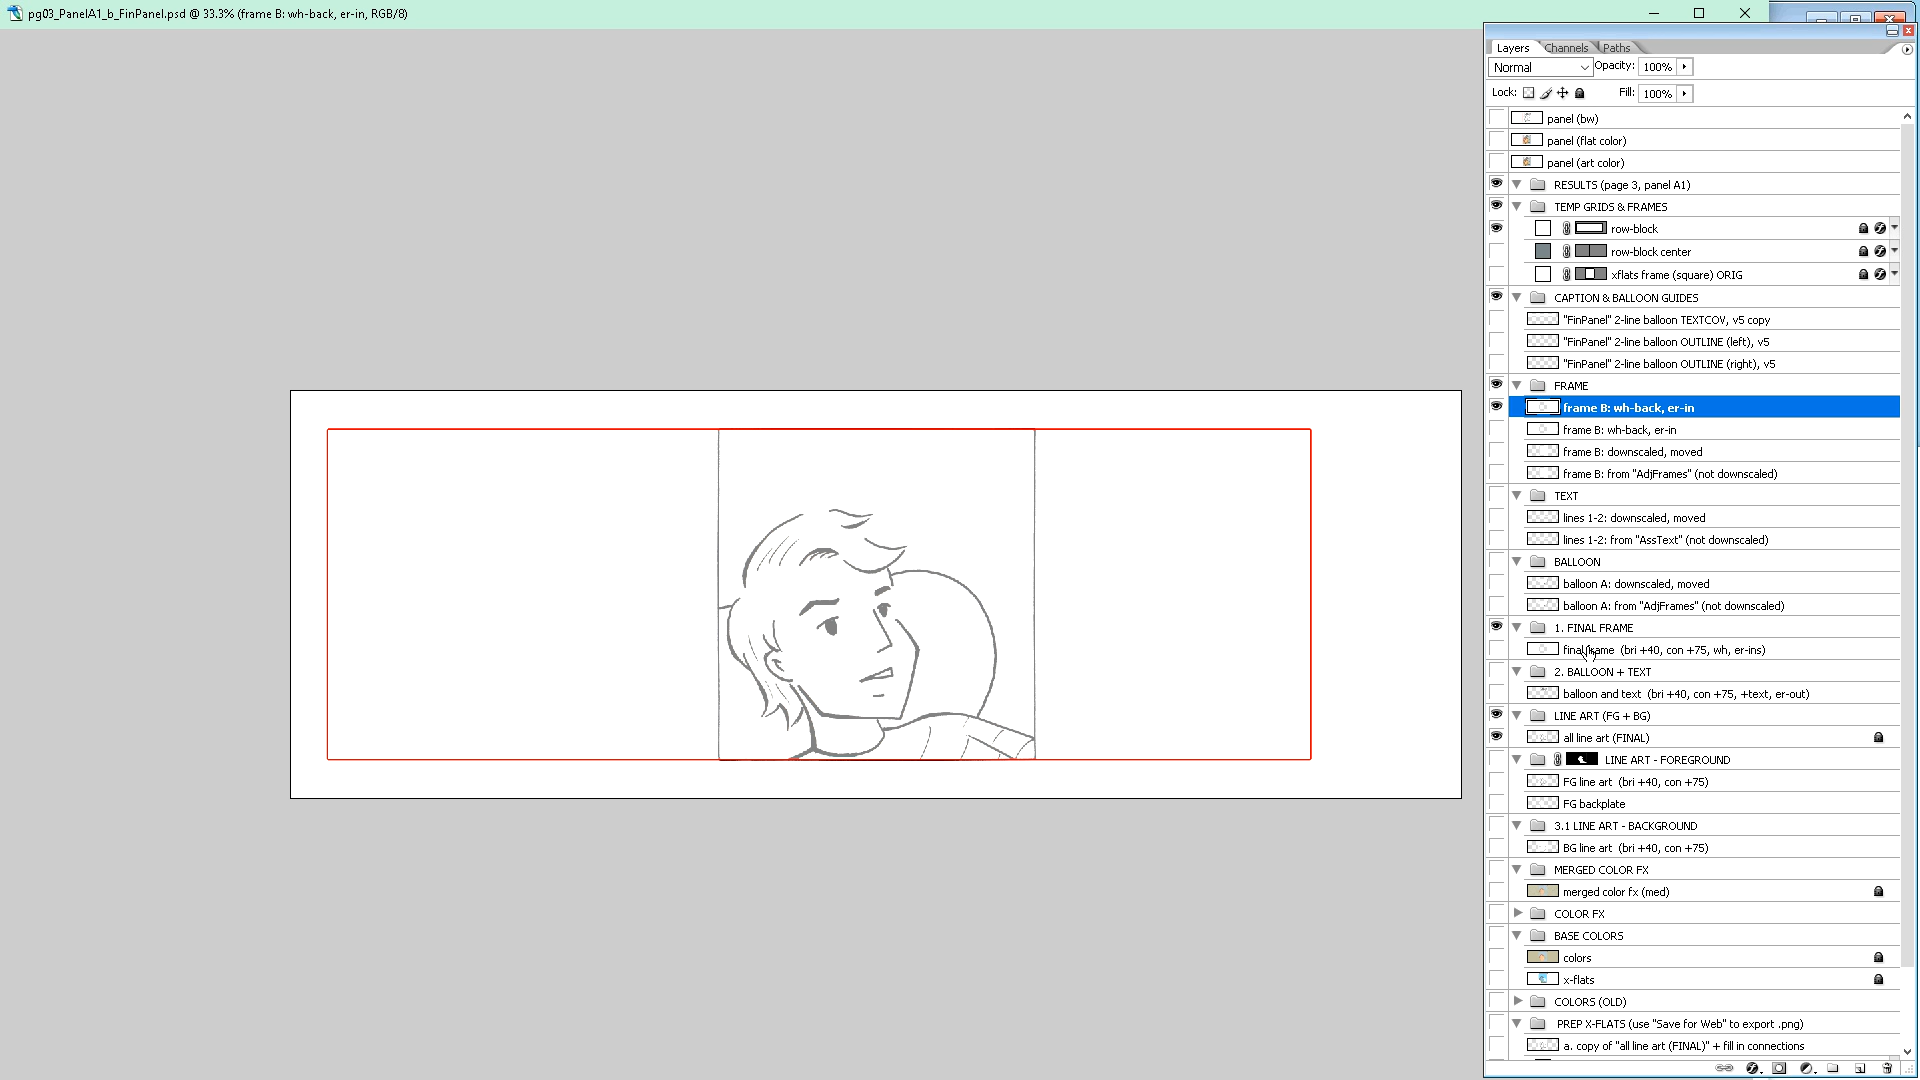 pg03_PanelA1_b_FinPanel.psd @ 33.3% (frame B: wh-back, er-in, RGB/8)
Layers Channels Paths
Normal Opacity: 100%
Lock: Fill: 100%
panel (bw)
panel (flat color)
panel (art color)
RESULTS (page 3, panel A1)
TEMP GRIDS & FRAMES
row-block
row-block center
xflats frame (square) ORIG
CAPTION & BALLOON GUIDES
"FinPanel" 2-line balloon TEXTCOV, v5 copy
"FinPanel" 2-line balloon OUTLINE (left), v5
"FinPanel" 2-line balloon OUTLINE (right), v5
FRAME
frame B: wh-back, er-in
frame B: wh-back, er-in
frame B: downscaled, moved
frame B: from "AdjFrames" (not downscaled)
TEXT
lines 1-2: downscaled, moved
lines 1-2: from "AssText" (not downscaled)
BALLOON
balloon A: downscaled, moved
balloon A: from "AdjFrames" (not downscaled)
1. FINAL FRAME
final frame (bri +40, con +75, wh, er-ins)
2. BALLOON + TEXT
balloon and text (bri +40, con +75, +text, er-out)
LINE ART (FG + BG)
all line art (FINAL)
LINE ART - FOREGROUND
FG line art (bri +40, con +75)
FG backplate
3.1 LINE ART - BACKGROUND
BG line art (bri +40, con +75)
MERGED COLOR FX
merged color fx (med)
COLOR FX
BASE COLORS
colors
x-flats
COLORS (OLD)
PREP X-FLATS (use "Save for Web" to export .png)
a. copy of "all line art (FINAL)" + fill in connections